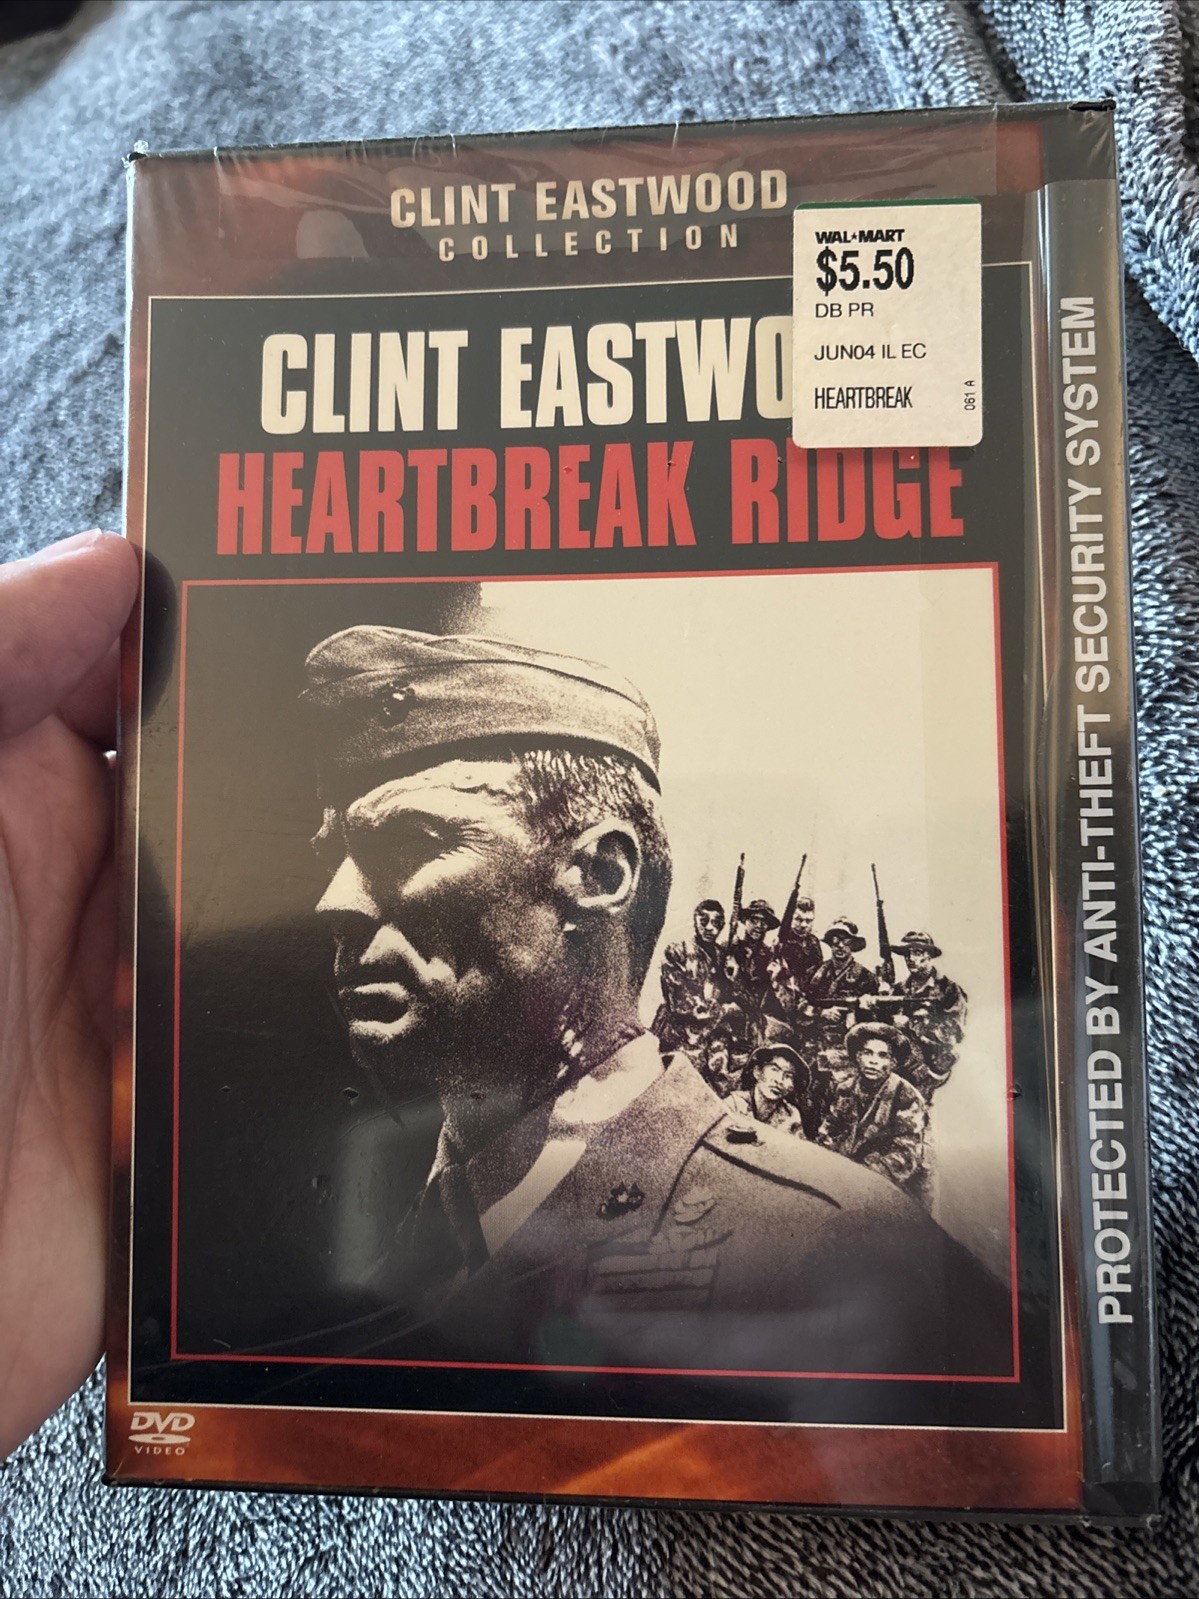 CLINT EASTWOOD
COLLECTION
WAL★MART
$5.50
DB PR
JUN04 IL EC
HEARTBREAK
061 A
CLINT EASTWO
HEARTBREAK RIDGE
PROTECTED BY ANTI-THEFT SECURITY SYSTEM
DVD
VIDEO